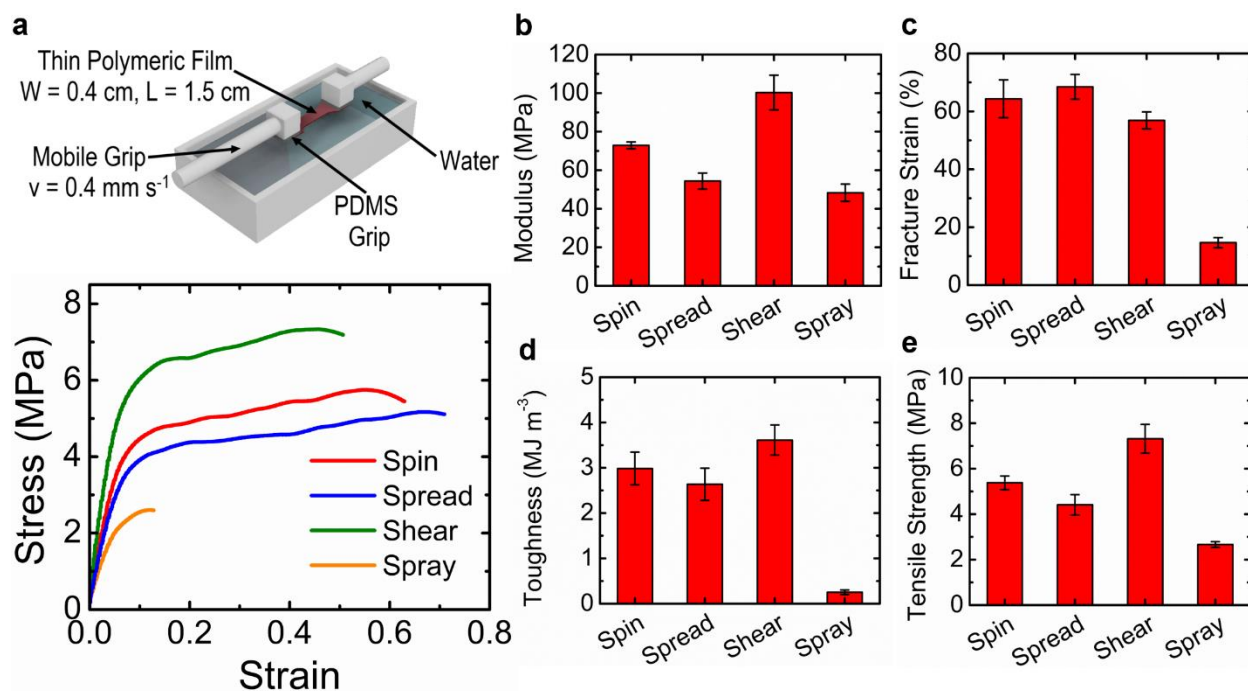 a
Thin Polymeric Film
W = 0.4 cm, L = 1.5 cm
Mobile Grip
v = 0.4 mm s⁻¹
Water
PDMS
Grip
8
6
4
2
0
Stress (MPa)
0.0 0.2 0.4 0.6 0.8
Strain
Spin
Spread
Shear
Spray
b
120
100
80
60
40
20
0
Modulus (MPa)
Spin Spread Shear Spray
c
80
60
40
20
0
Fracture Strain (%)
Spin Spread Shear Spray
d
5
4
3
2
1
0
Toughness (MJ m⁻³)
Spin Spread Shear Spray
e
10
8
6
4
2
0
Tensile Strength (MPa)
Spin Spread Shear Spray